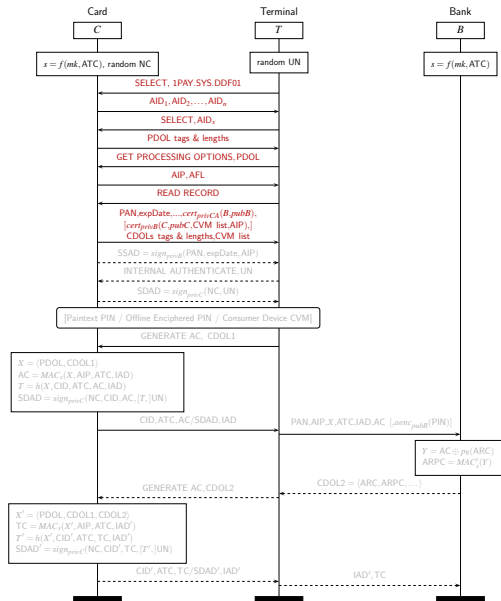 Card Terminal Bank
C T B
s = f(mk,ATC), random NC random UN s = f(mk,ATC)
SELECT, 1PAY.SYS.DDF01
AID1,AID2,...,AIDn
SELECT,AIDx
PDOL tags & lengths
GET PROCESSING OPTIONS,PDOL
AIP,AFL
READ RECORD
PAN,expDate,...,certprivCA(B,pubB),
[certprivB(C,pubC,CVM list,AIP),]
CDOLs tags & lengths,CVM list
SSAD = signprivB(PAN,expDate,AIP)
INTERNAL AUTHENTICATE,UN
SDAD = signprivC(NC,UN)
[Paintext PIN / Offline Enciphered PIN / Consumer Device CVM]
GENERATE AC, CDOL1
X = (PDOL,CDOL1)
AC = MACs(X,AIP,ATC,IAD)
T = h(X,CID,ATC,AC,IAD)
SDAD = signprivC(NC,CID,AC,[T,]UN)
CID,ATC,AC/SDAD,IAD
PAN,AIP,X,ATC,IAD,AC [,aencpubB(PIN)]
Y = AC ⊕ p8(ARC)
ARPC = MAC's(Y)
CDOL2 = (ARC,ARPC,...)
GENERATE AC, CDOL2
X' = (PDOL,CDOL1,CDOL2)
TC = MACs(X',AIP,ATC,IAD')
T' = h(X',CID',ATC,TC,IAD')
SDAD' = signprivC(NC,CID',TC,[T',]UN)
CID',ATC,TC/SDAD',IAD'
IAD',TC